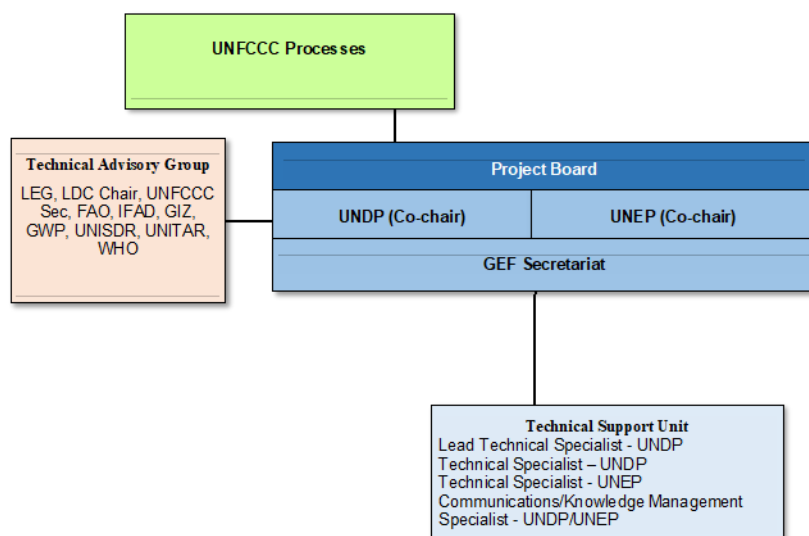 UNFCCC Processes
Technical Advisory Group
LEG, LDC Chair, UNFCCC
Sec, FAO, IFAD, GIZ,
GWP, UNISDR, UNITAR,
WHO
Project Board
UNDP (Co-chair)
UNEP (Co-chair)
GEF Secretariat
Technical Support Unit
Lead Technical Specialist - UNDP
Technical Specialist – UNDP
Technical Specialist - UNEP
Communications/Knowledge Management
Specialist - UNDP/UNEP